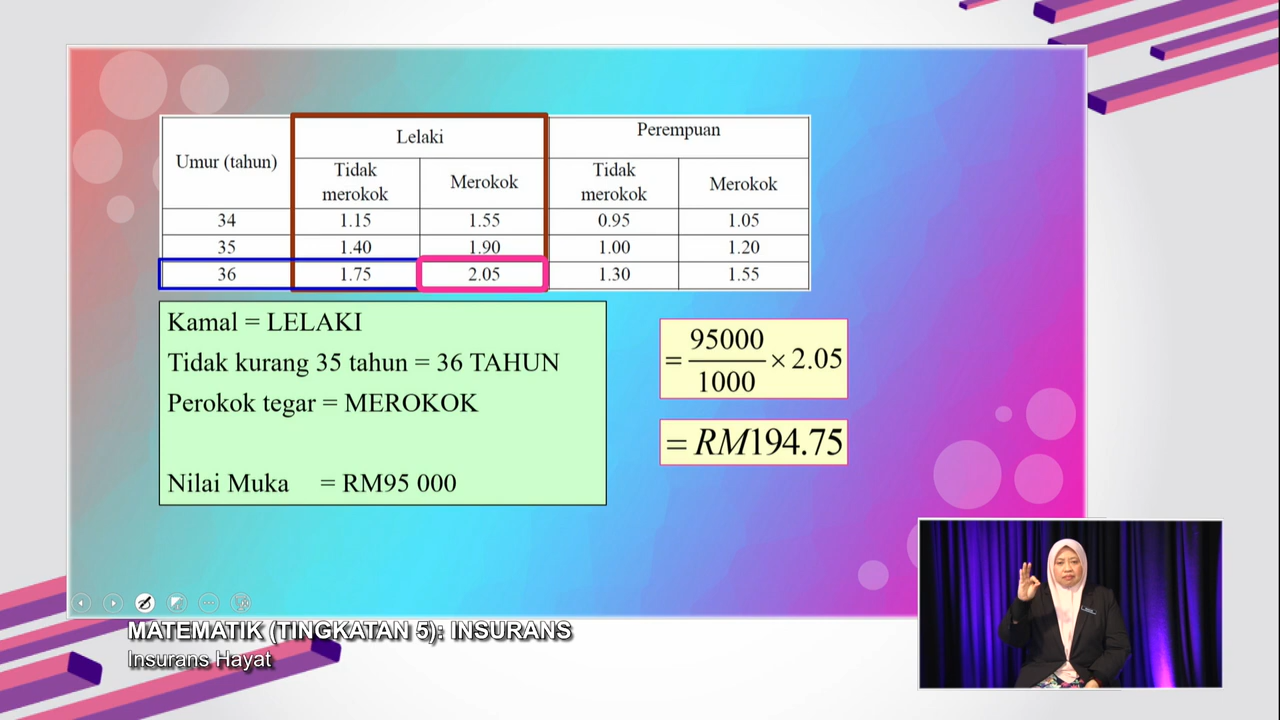 Umur (tahun) Lelaki Perempuan
Tidak merokok Merokok Tidak merokok Merokok
34 1.15 1.55 0.95 1.05
35 1.40 1.90 1.00 1.20
36 1.75 2.05 1.30 1.55
Kamal = LELAKI
Tidak kurang 35 tahun = 36 TAHUN
Perokok tegar = MEROKOK
Nilai Muka = RM95 000
= 95000/1000 × 2.05
= RM194.75
MATEMATIK (TINGKATAN 5): INSURANS
Insurans Hayat